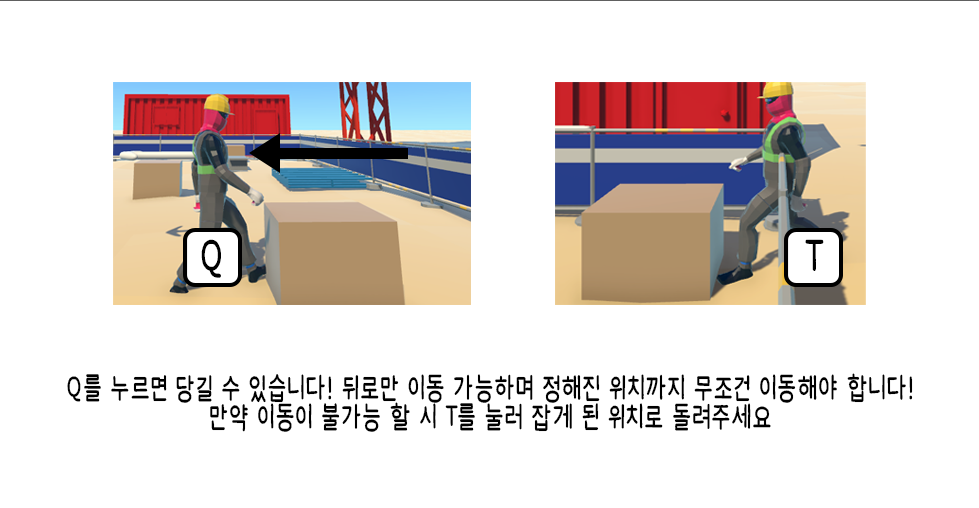 Q
T
Q를 누르면 당길 수 있습니다! 뒤로만 이동 가능하며 정해진 위치까지 무조건 이동해야 합니다!
만약 이동이 불가능 할 시 T를 눌러 잡게 된 위치로 돌려주세요